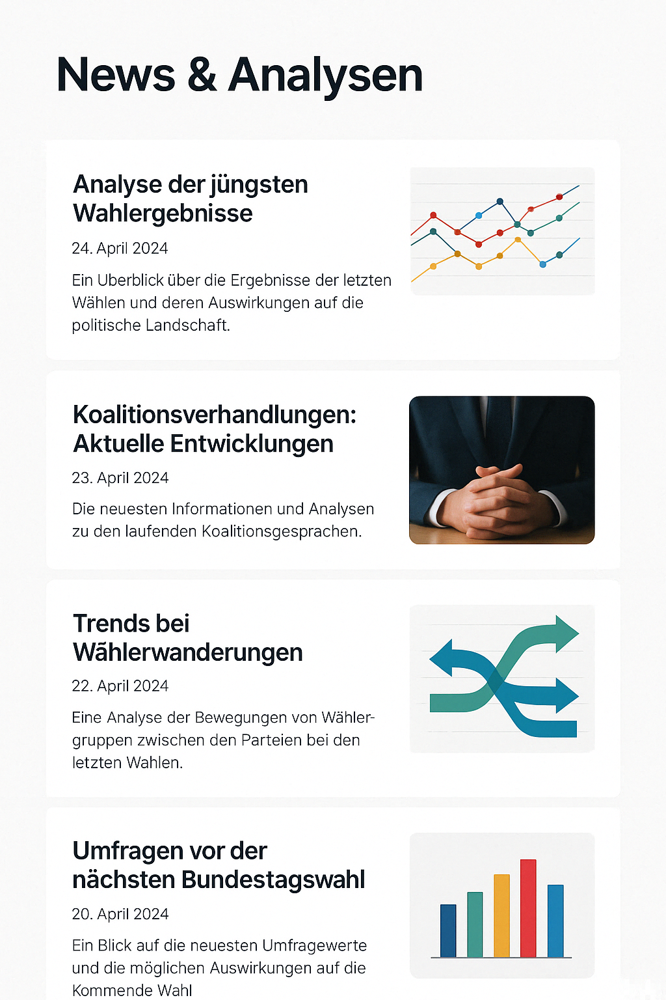 News & Analysen
Analyse der jüngsten
Wahlergebnisse
24. April 2024
Ein Uberblick über die Ergebnisse der letzten
Wählen und deren Auswirkungen auf die
politische Landschaft.
Koalitionsverhandlungen:
Aktuelle Entwicklungen
23. April 2024
Die neuesten Informationen und Analysen
zu den laufenden Koalitionsgesprachen.
Trends bei
Wãhlerwanderungen
22. April 2024
Eine Analyse der Bewegungen von Wähler-
gruppen zwischen den Parteien bei den
letzten Wahlen.
Umfragen vor der
nächsten Bundestagswahl
20. April 2024
Ein Blick auf die neuesten Umfragewerte
und die möglichen Auswirkungen auf die
Kommende Wahl